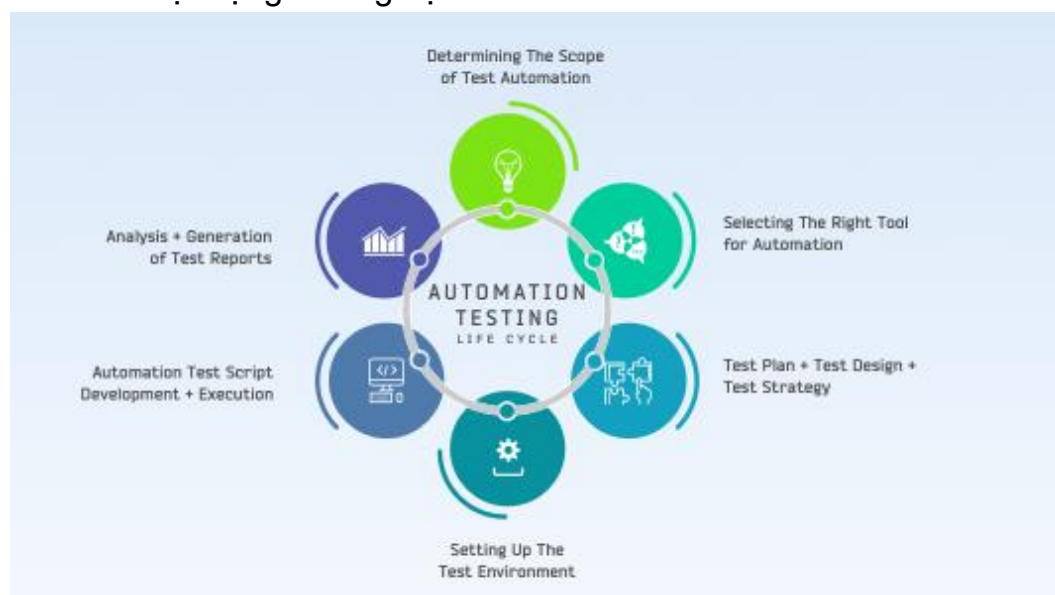 Determining The Scope
of Test Automation
Selecting The Right Tool
for Automation
Test Plan + Test Design +
Test Strategy
Setting Up The
Test Environment
Automation Test Script
Development + Execution
Analysis + Generation
of Test Reports
AUTOMATION
TESTING
LIFE CYCLE